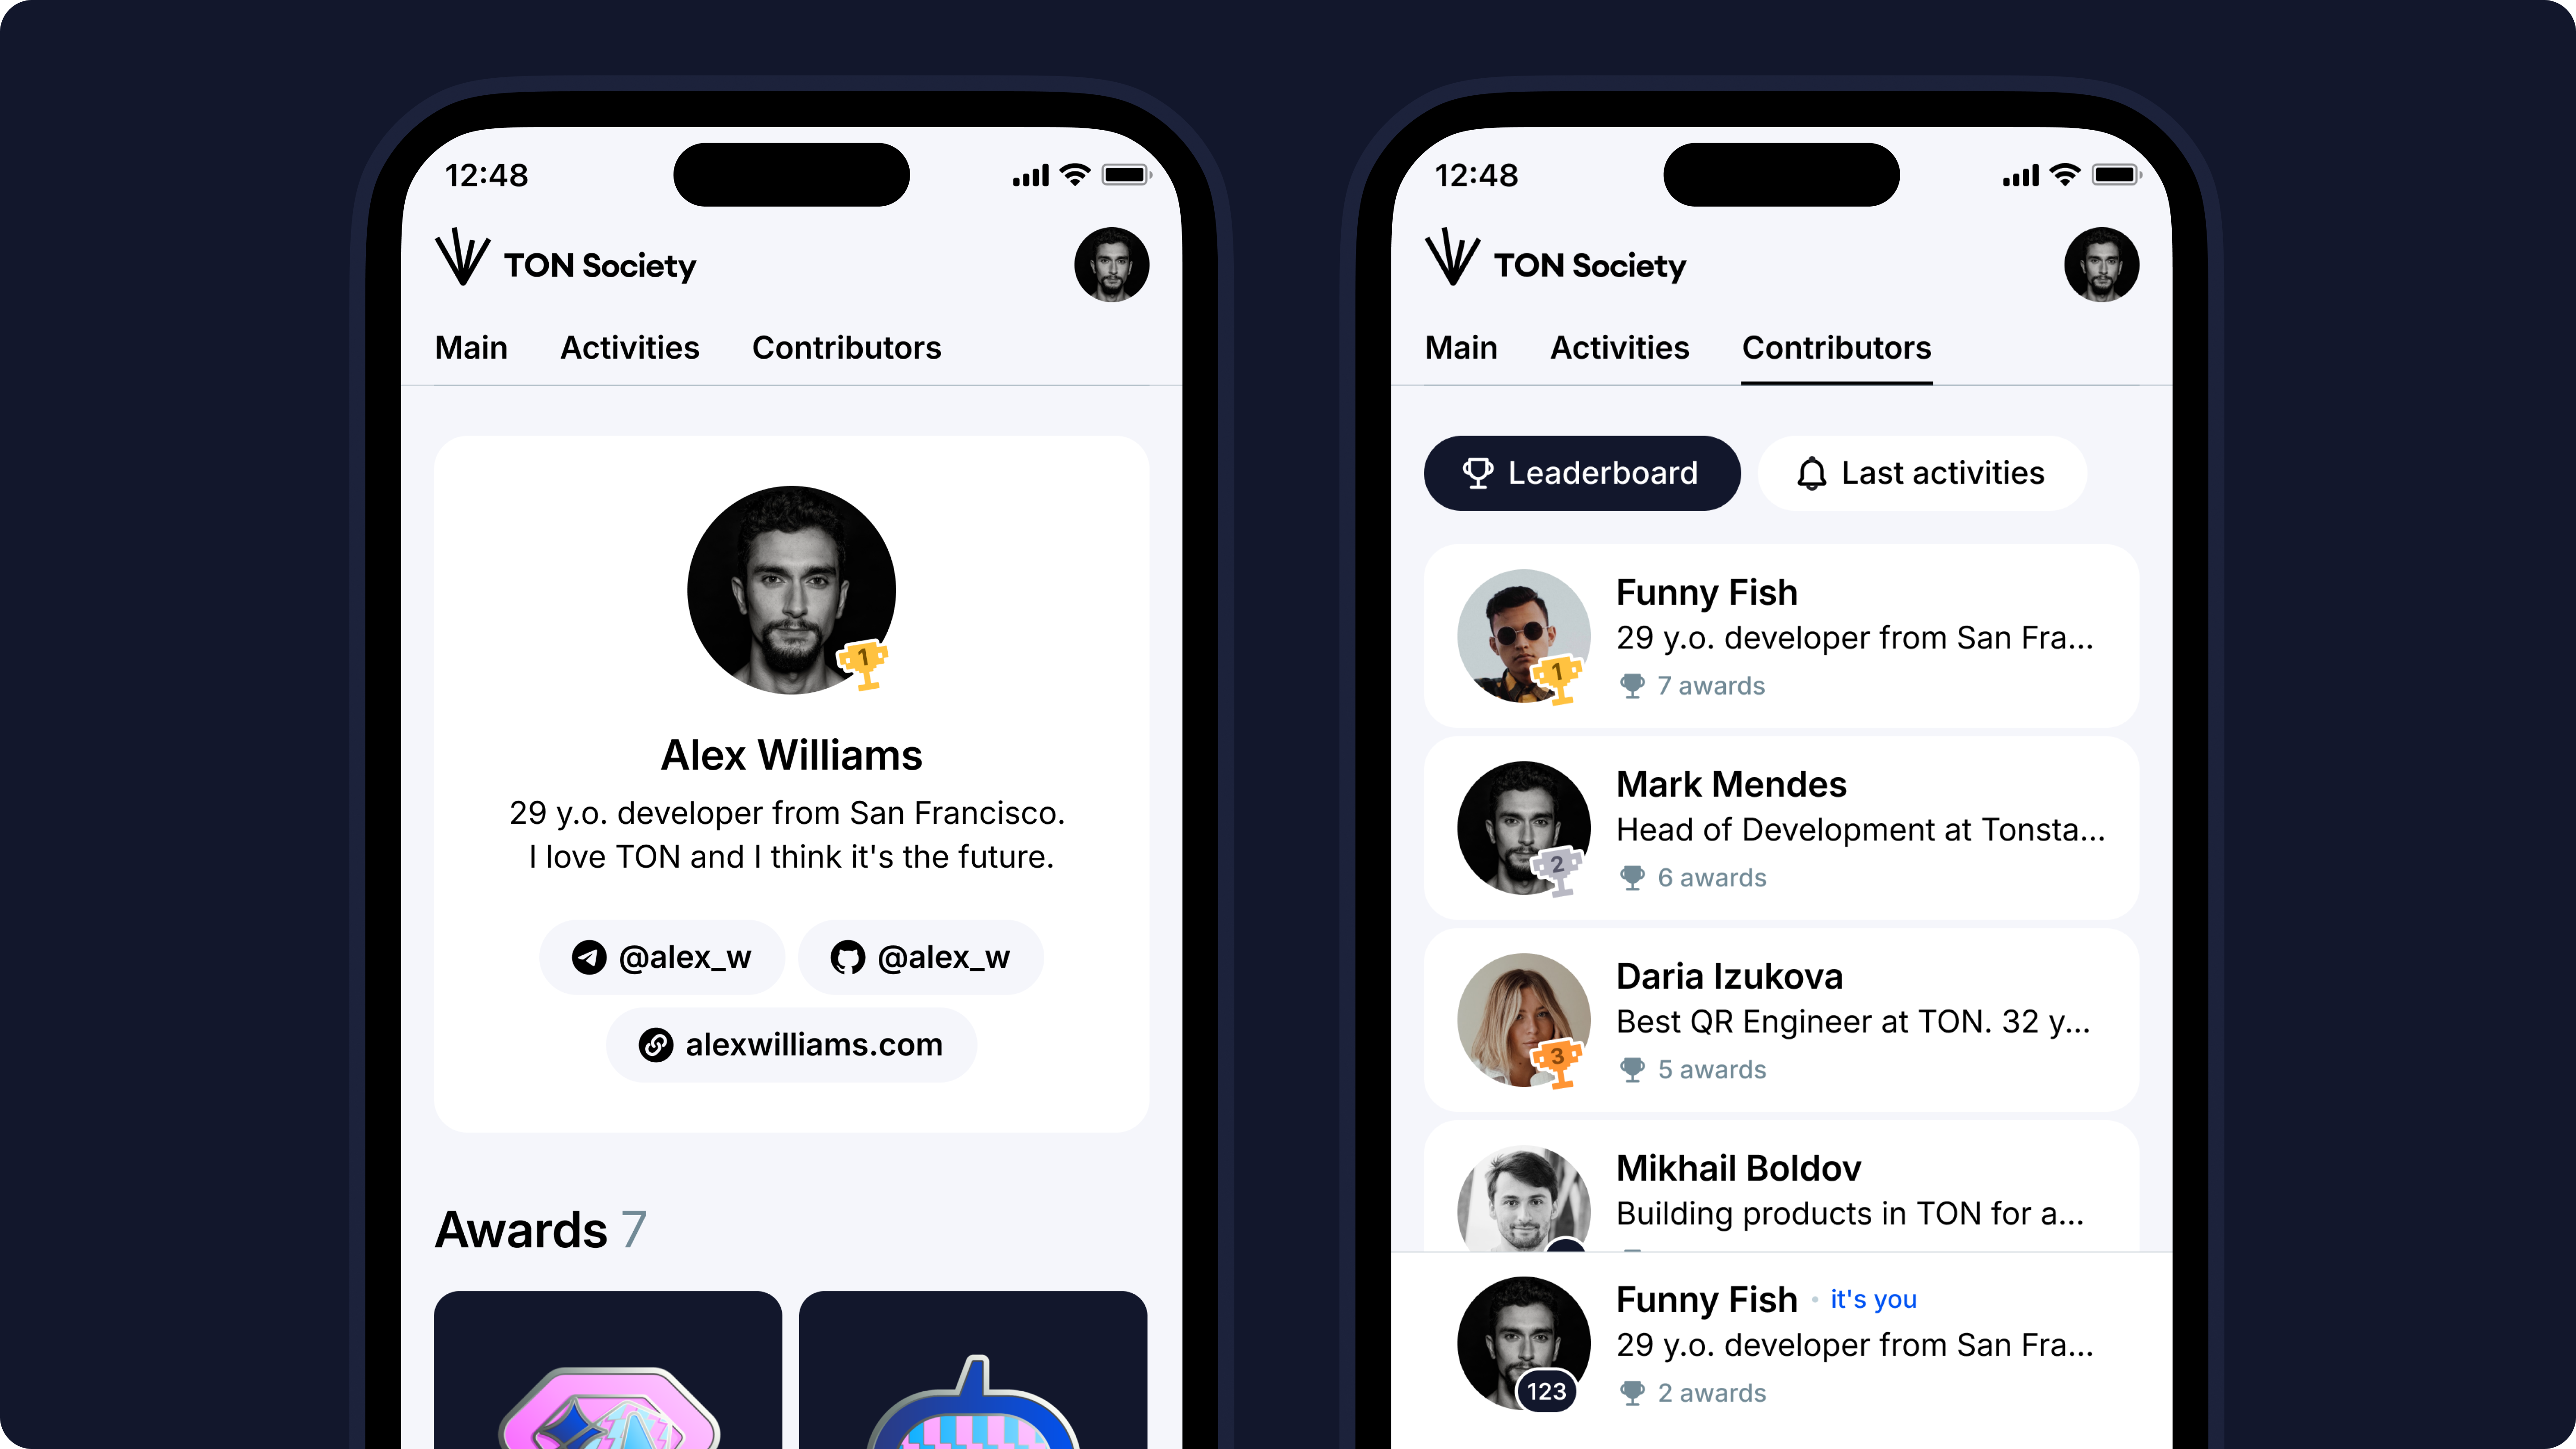 12:48
TON Society
Main Activities Contributors
1
Alex Williams
29 y.o. developer from San Francisco.
I love TON and I think it's the future.
@alex_w @alex_w
alexwilliams.com
Awards 7
12:48
TON Society
Main Activities Contributors
Leaderboard Last activities
Funny Fish
29 y.o. developer from San Fra...
1
7 awards
Mark Mendes
Head of Development at Tonsta...
2
6 awards
Daria Izukova
Best QR Engineer at TON. 32 y...
3
5 awards
Mikhail Boldov
Building products in TON for a...
Funny Fish • it's you
29 y.o. developer from San Fra...
123
2 awards